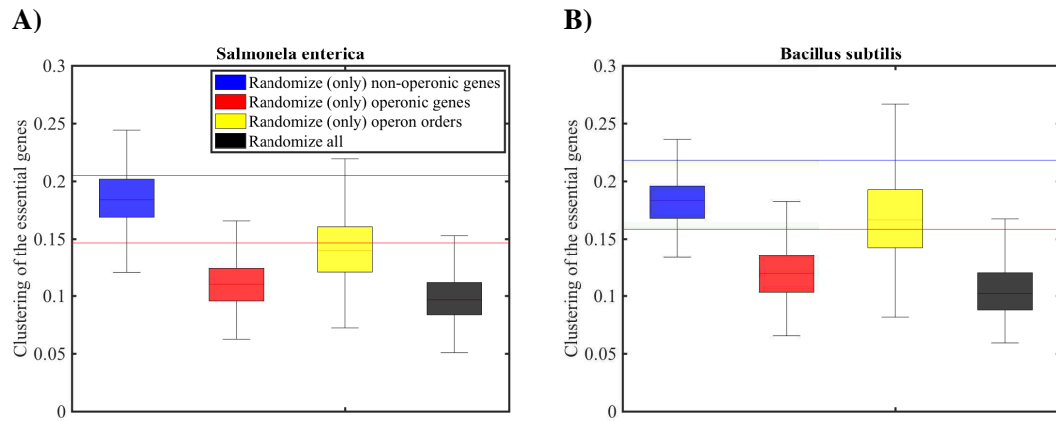 A)
Salmonela enterica
0.3
0.25
0.2
0.15
0.1
0.05
0
Clustering of the essential genes
Randomize (only) non-operonic genes
Randomize (only) operonic genes
Randomize (only) operon orders
Randomize all
B)
Bacillus subtilis
0.3
0.25
0.2
0.15
0.1
0.05
0
Clustering of the essential genes